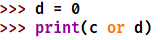 >>> d = 0
>>> print(c or d)